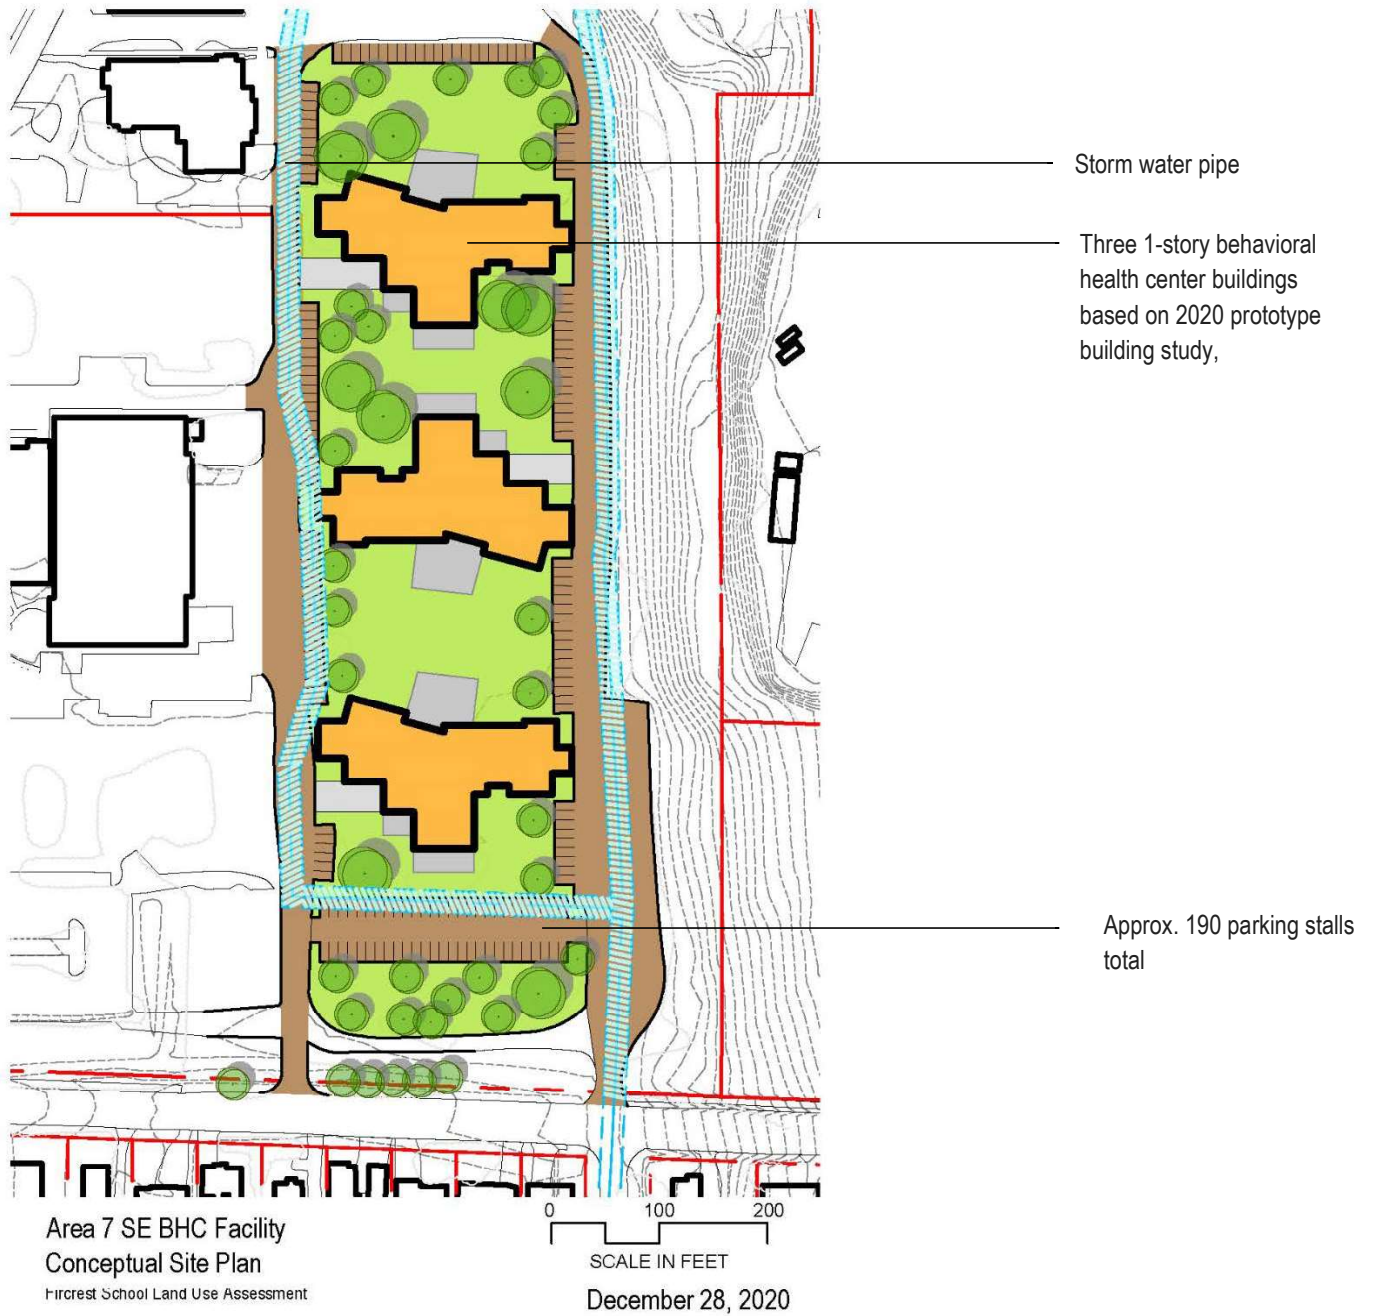 Storm water pipe
Three 1-story behavioral
health center buildings
based on 2020 prototype
building study,
Approx. 190 parking stalls
total
Area 7 SE BHC Facility
Conceptual Site Plan
Fircrest School Land Use Assessment
0 100 200
SCALE IN FEET
December 28, 2020